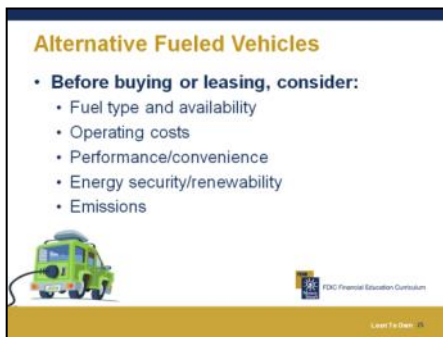 Alternative Fueled Vehicles
• Before buying or leasing, consider:
• Fuel type and availability
• Operating costs
• Performance/convenience
• Energy security/renewability
• Emissions
FDIC Financial Education Curriculum
Loan To Own